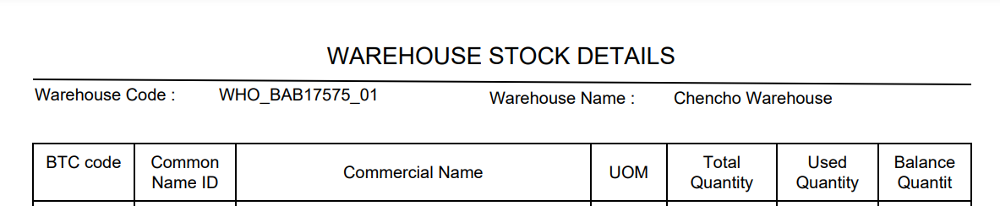 WAREHOUSE STOCK DETAILS
Warehouse Code : WHO_BAB17575_01 Warehouse Name : Chencho Warehouse
BTC code Common Name ID Commercial Name UOM Total Quantity Used Quantity Balance Quantit